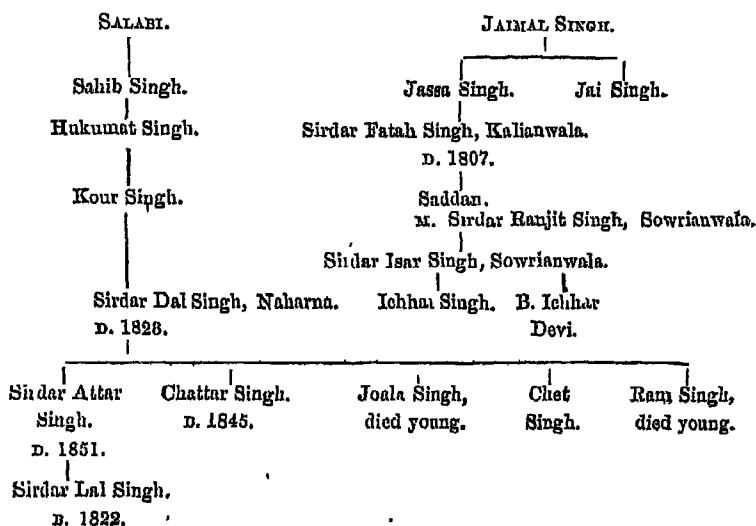 SALABI. JAIMAL SINGH.
Sahib Singh. Jassa Singh. Jai Singh.
Hukumat Singh. Sirdar Fatah Singh, Kalianwala.
D. 1807.
Kour Singh. Saddan.
M. Sirdar Ranjit Singh, Sowrianwala.
Sirdar Isar Singh, Sowrianwala.
Sirdar Dal Singh, Naharna. Ichhai Singh. B. Ichhar
D. 1823. Devi.
Sirdar Attar Chattar Singh. Joala Singh, Chet Ram Singh,
Singh. D. 1845. died young. Singh. died young.
D. 1851.
Sirdar Lal Singh.
B. 1822.